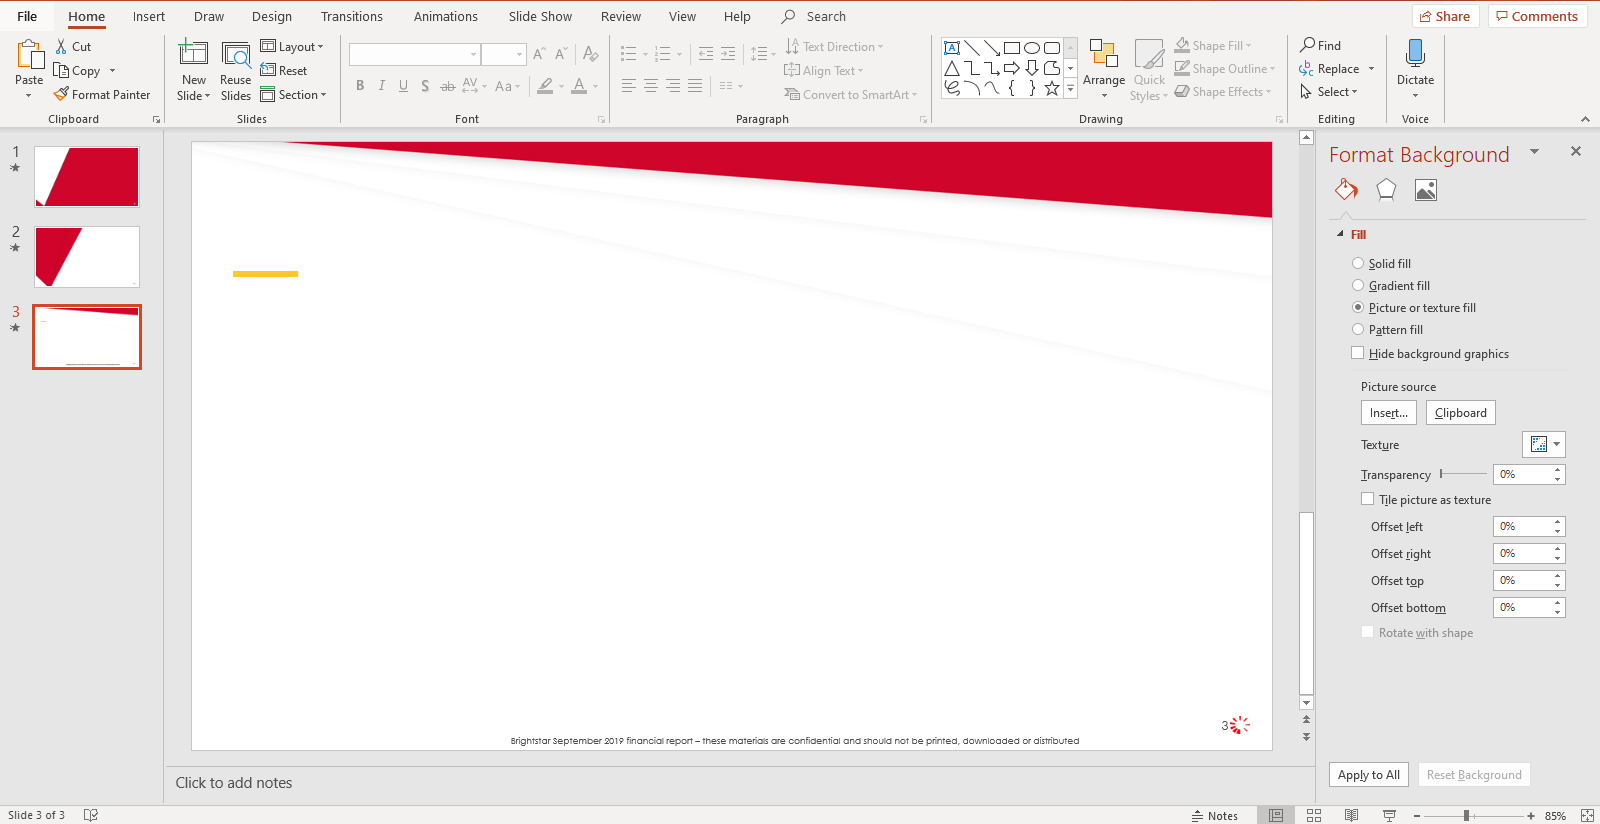 File Home Insert Draw Design Transitions Animations Slide Show Review View Help Search Share Comments
Paste
Cut
Copy
Format Painter
Clipboard
New Slide
Reuse Slides
Layout
Reset
Section
Slides
B I U S ab AV Aa A
Font
Text Direction
Align Text
Convert to SmartArt
Paragraph
A
Arrange
Quick Styles
Shape Fill
Shape Outline
Shape Effects
Drawing
Find
Replace
Select
Editing
Dictate
Voice
1
2
3
3
Brightstar September 2019 financial report – these materials are confidential and should not be printed, downloaded or distributed
Click to add notes
Format Background
Fill
Solid fill
Gradient fill
Picture or texture fill
Pattern fill
Hide background graphics
Picture source
Insert... Clipboard
Texture
Transparency 0%
Tile picture as texture
Offset left 0%
Offset right 0%
Offset top 0%
Offset bottom 0%
Rotate with shape
Apply to All Reset Background
Slide 3 of 3 Notes 85%